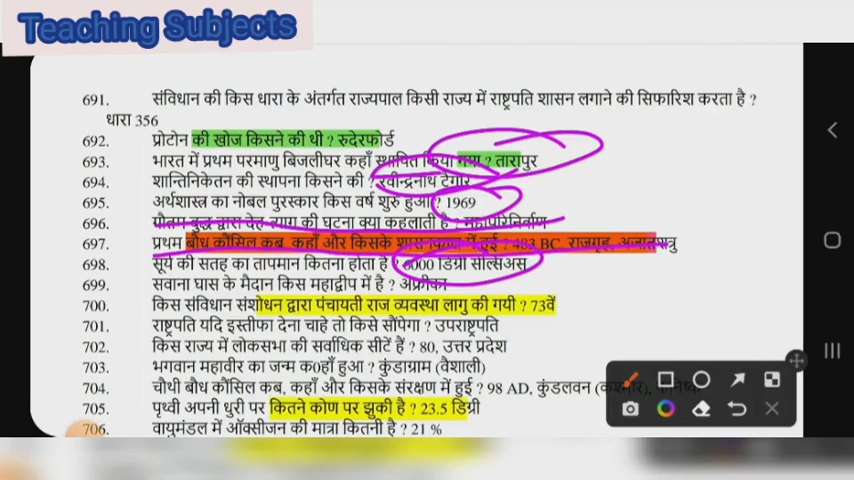 Teaching Subjects
691. संविधान की किस धारा के अंतर्गत राज्यपाल किसी राज्य में राष्ट्रपति शासन लगाने की सिफारिश करता है ?
धारा 356
692. प्रोटोन की खोज किसने की थी ? रुदेरफोर्ड
693. भारत में प्रथम परमाणु बिजलीघर कहाँ स्थापित किया गया ? तारापुर
694. शान्तिनिकेतन की स्थापना किसने की ? रवीन्द्रनाथ टैगोर
695. अर्थशास्त्र का नोबल पुरस्कार किस वर्ष शुरु हुआ ? 1969
696. गौतम बुद्ध द्वारा देह-त्याग की घटना क्या कहलाती है ? महापरिनिर्वाण
697. प्रथम बौध कौंसिल कब कहाँ और किसके शासनकाल में हुई ? 483 BC, राजगृह, अजातशत्रु
698. सूर्य की सतह का तापमान कितना होता है ? 6000 डिग्री सेल्सिअस
699. सवाना घास के मैदान किस महाद्वीप में है ? अफ्रीका
700. किस संविधान संशोधन द्वारा पंचायती राज व्यवस्था लागु की गयी ? 73वें
701. राष्ट्रपति यदि इस्तीफा देना चाहे तो किसे सौंपेगा ? उपराष्ट्रपति
702. किस राज्य में लोकसभा की सर्वाधिक सीटें हैं ? 80, उत्तर प्रदेश
703. भगवान महावीर का जन्म क0हाँ हुआ ? कुंडाग्राम (वैशाली)
704. चौथी बौध कौंसिल कब, कहाँ और किसके संरक्षण में हुई ? 98 AD, कुंडलवन (कश्मीर),
705. पृथ्वी अपनी धुरी पर कितने कोण पर झुकी है ? 23.5 डिग्री
706. वायुमंडल में ऑक्सीजन की मात्रा कितनी है ? 21 %